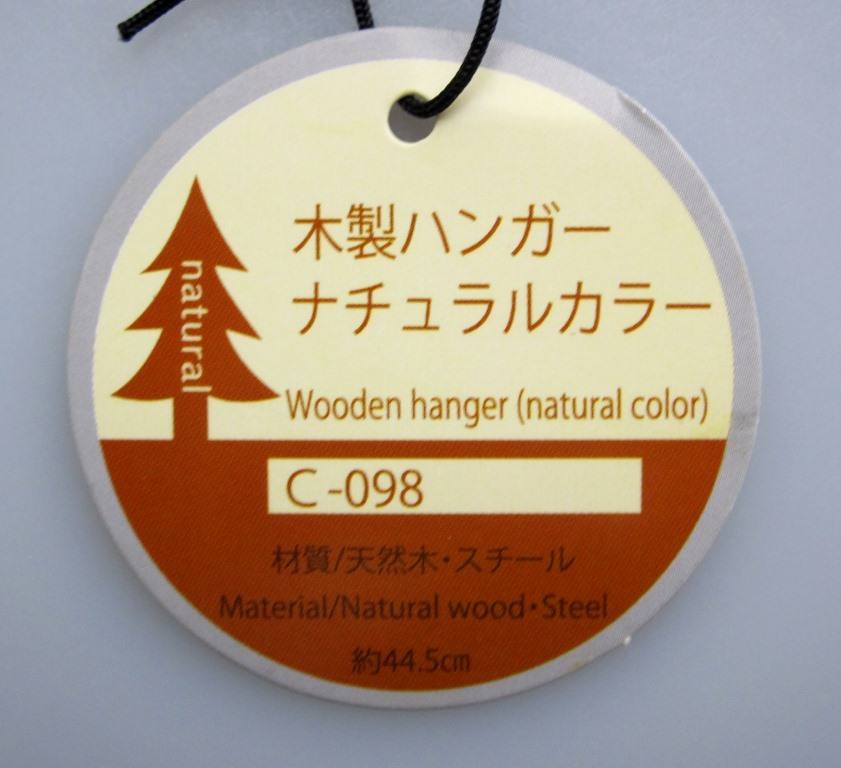 木製ハンガー
ナチュラルカラー
natural
Wooden hanger (natural color)
C-098
材質/天然木・スチール
Material/Natural wood・Steel
約44.5㎝